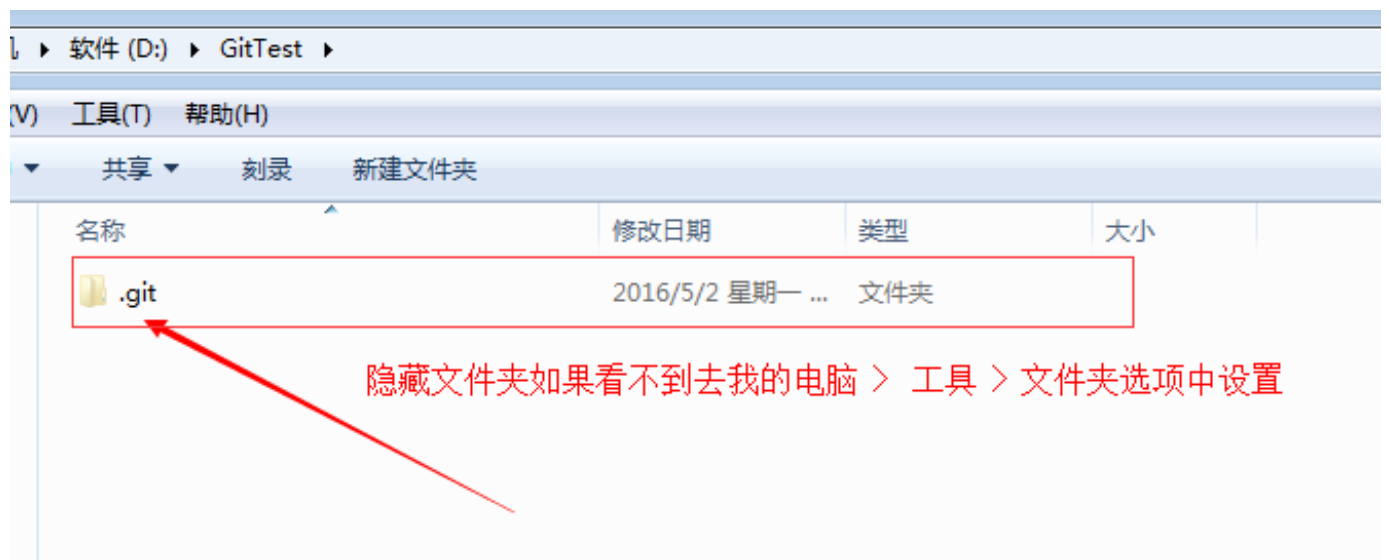 软件 (D:) ▸ GitTest ▸
(V) 工具(T) 帮助(H)
共享 刻录 新建文件夹
名称 修改日期 类型 大小
.git 2016/5/2 星期一 ... 文件夹
隐藏文件夹如果看不到去我的电脑 > 工具 > 文件夹选项中设置